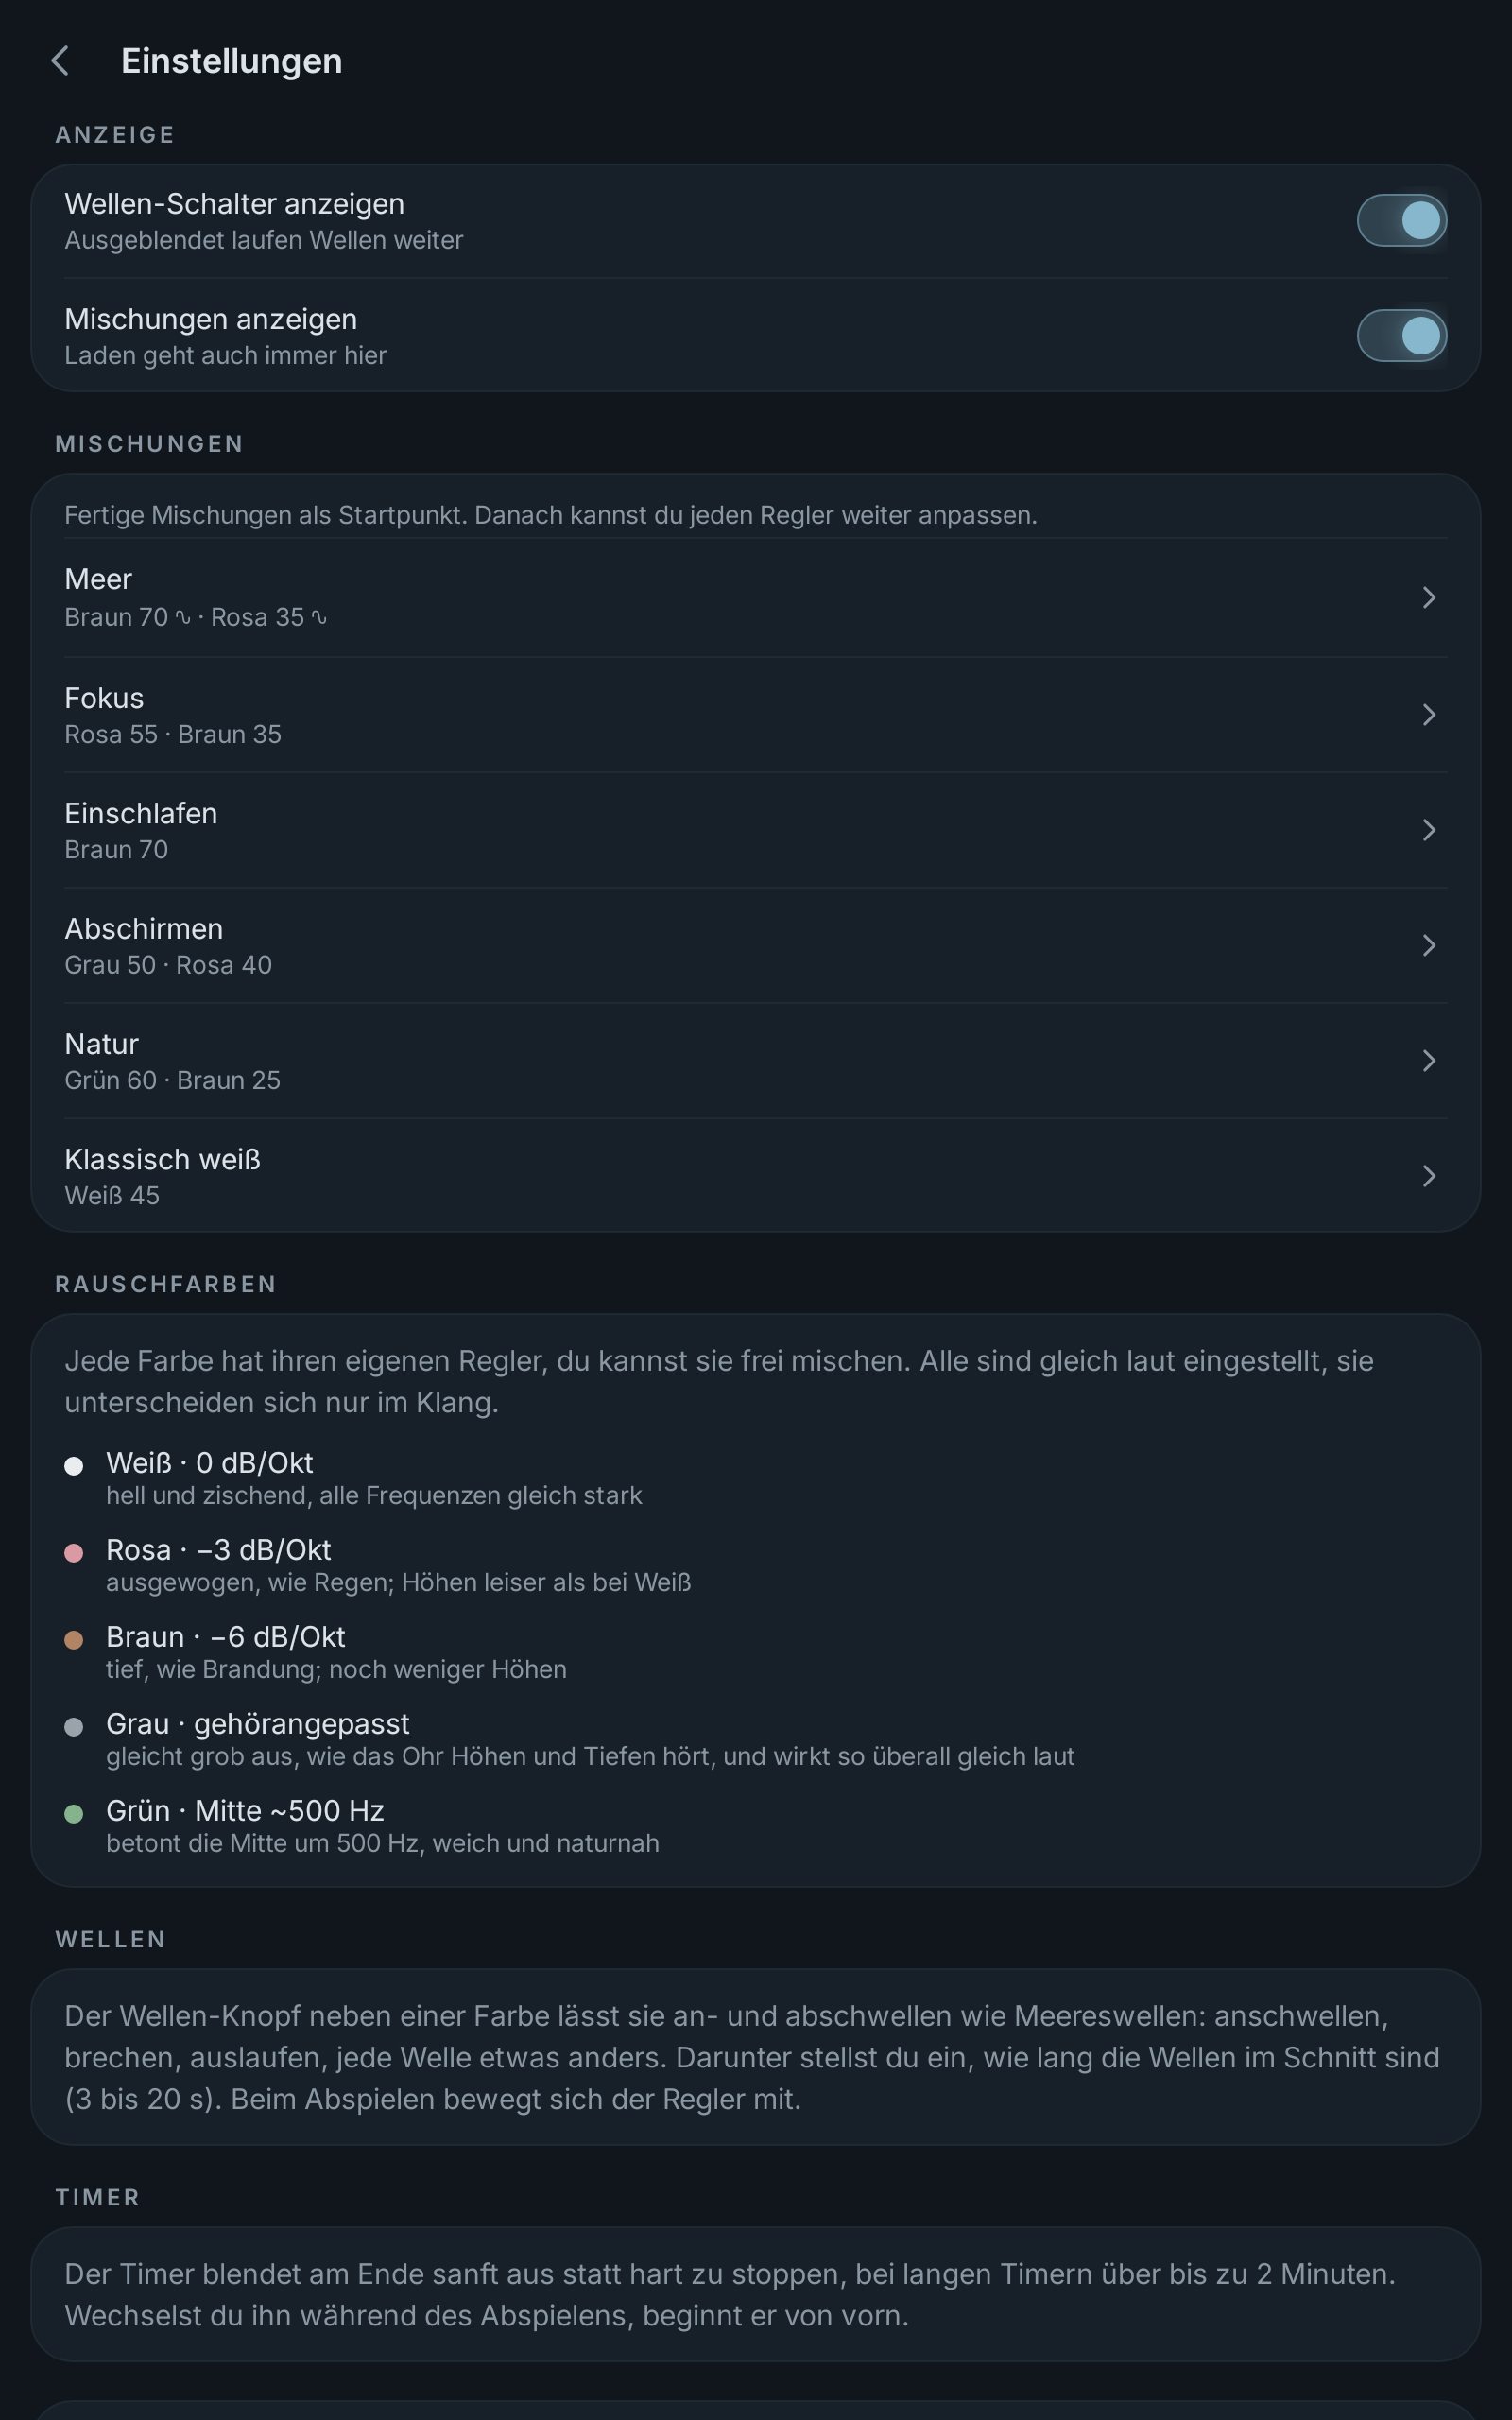 Einstellungen
ANZEIGE
Wellen-Schalter anzeigen
Ausgeblendet laufen Wellen weiter
Mischungen anzeigen
Laden geht auch immer hier
MISCHUNGEN
Fertige Mischungen als Startpunkt. Danach kannst du jeden Regler weiter anpassen.
Meer
Braun 70 ∿ · Rosa 35 ∿
Fokus
Rosa 55 · Braun 35
Einschlafen
Braun 70
Abschirmen
Grau 50 · Rosa 40
Natur
Grün 60 · Braun 25
Klassisch weiß
Weiß 45
RAUSCHFARBEN
Jede Farbe hat ihren eigenen Regler, du kannst sie frei mischen. Alle sind gleich laut eingestellt, sie
unterscheiden sich nur im Klang.
Weiß · 0 dB/Okt
hell und zischend, alle Frequenzen gleich stark
Rosa · −3 dB/Okt
ausgewogen, wie Regen; Höhen leiser als bei Weiß
Braun · −6 dB/Okt
tief, wie Brandung; noch weniger Höhen
Grau · gehörangepasst
gleicht grob aus, wie das Ohr Höhen und Tiefen hört, und wirkt so überall gleich laut
Grün · Mitte ~500 Hz
betont die Mitte um 500 Hz, weich und naturnah
WELLEN
Der Wellen-Knopf neben einer Farbe lässt sie an- und abschwellen wie Meereswellen: anschwellen,
brechen, auslaufen, jede Welle etwas anders. Darunter stellst du ein, wie lang die Wellen im Schnitt sind
(3 bis 20 s). Beim Abspielen bewegt sich der Regler mit.
TIMER
Der Timer blendet am Ende sanft aus statt hart zu stoppen, bei langen Timern über bis zu 2 Minuten.
Wechselst du ihn während des Abspielens, beginnt er von vorn.